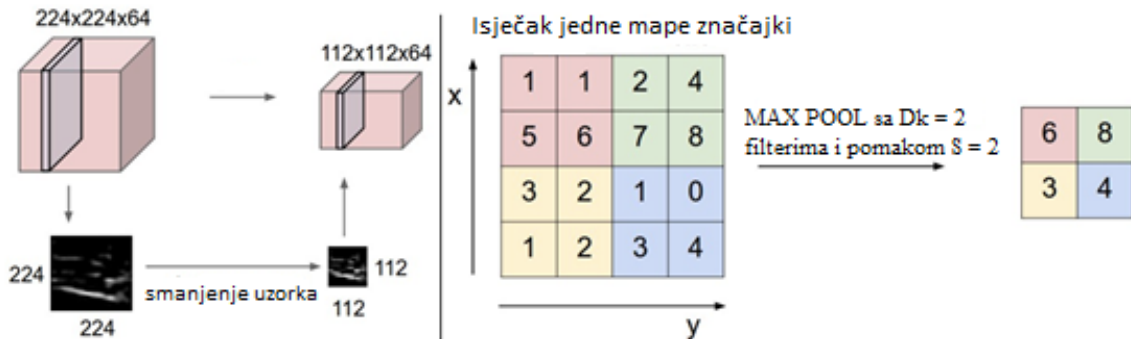 224x224x64
112x112x64
224
224
smanjenje uzorka
112
112
Isječak jedne mape značajki
x
1 1 2 4
5 6 7 8
3 2 1 0
1 2 3 4
y
MAX POOL sa Dk = 2
filterima i pomakom S = 2
6 8
3 4